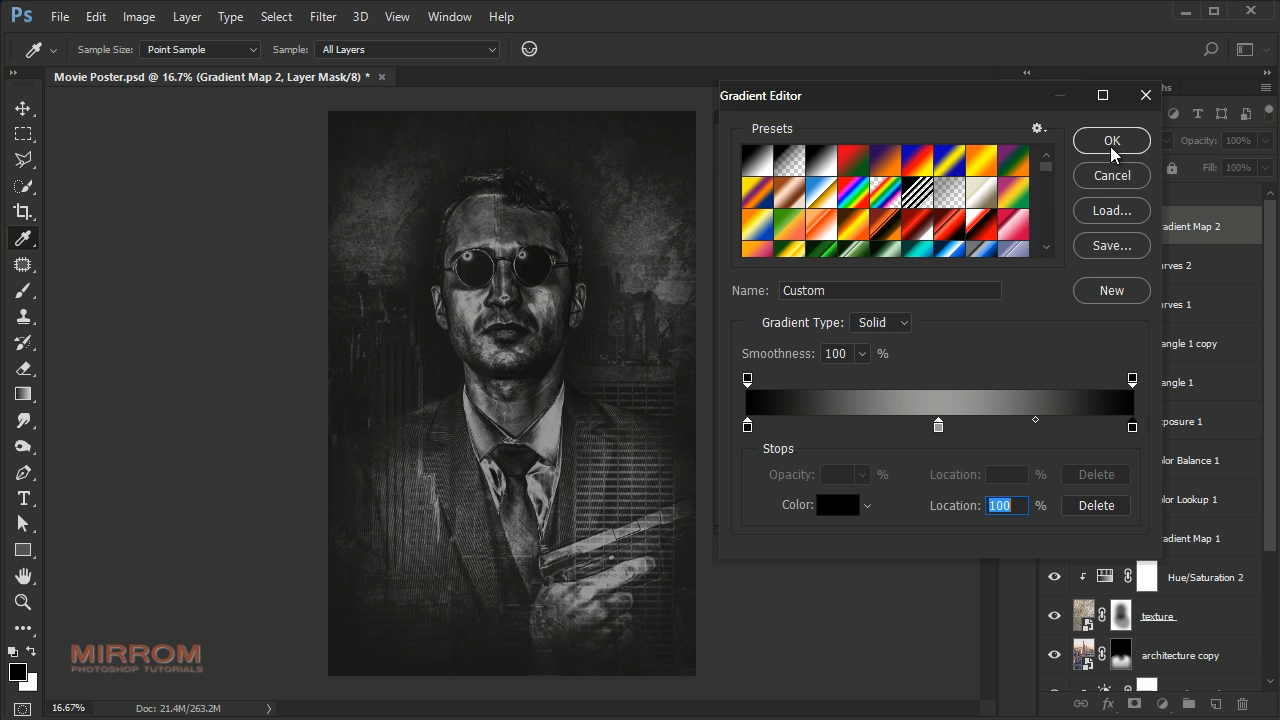 Ps File Edit Image Layer Type Select Filter 3D View Window Help
Sample Size: Point Sample Sample: All Layers
Movie Poster.psd @ 16.7% (Gradient Map 2, Layer Mask/8) * ×
Gradient Editor
Presets
OK
Cancel
Load...
Save...
Name: Custom
New
Gradient Type: Solid
Smoothness: 100 %
Stops
Opacity: % Location: % Delete
Color: Location: 100 % Delete
hs
Opacity: 100%
Fill: 100%
radient Map 2
urves 2
urves 1
angle 1 copy
angle 1
posure 1
olor Balance 1
olor Lookup 1
radient Map 1
Hue/Saturation 2
texture
architecture copy
MIRROM
PHOTOSHOP TUTORIALS
16.67% Doc: 21.4M/263.2M